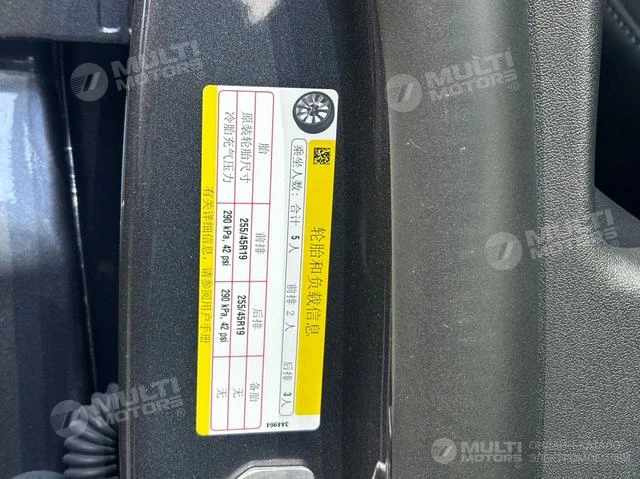 轮胎和负载信息
乘坐人数: 合计 5 人 前排 2 人 后排 3 人
胎 前排 后排 备胎
原装轮胎尺寸 255/45R19 255/45R19 无
冷胎充气压力 290 kPa, 42 psi 290 kPa, 42 psi 无
有关详细信息, 请参阅用户手册
344964
MULTI MOTORS®
MULTI MOTORS®
MULTI MOTORS®
MULTI MOTORS®
MULTI MOTORS